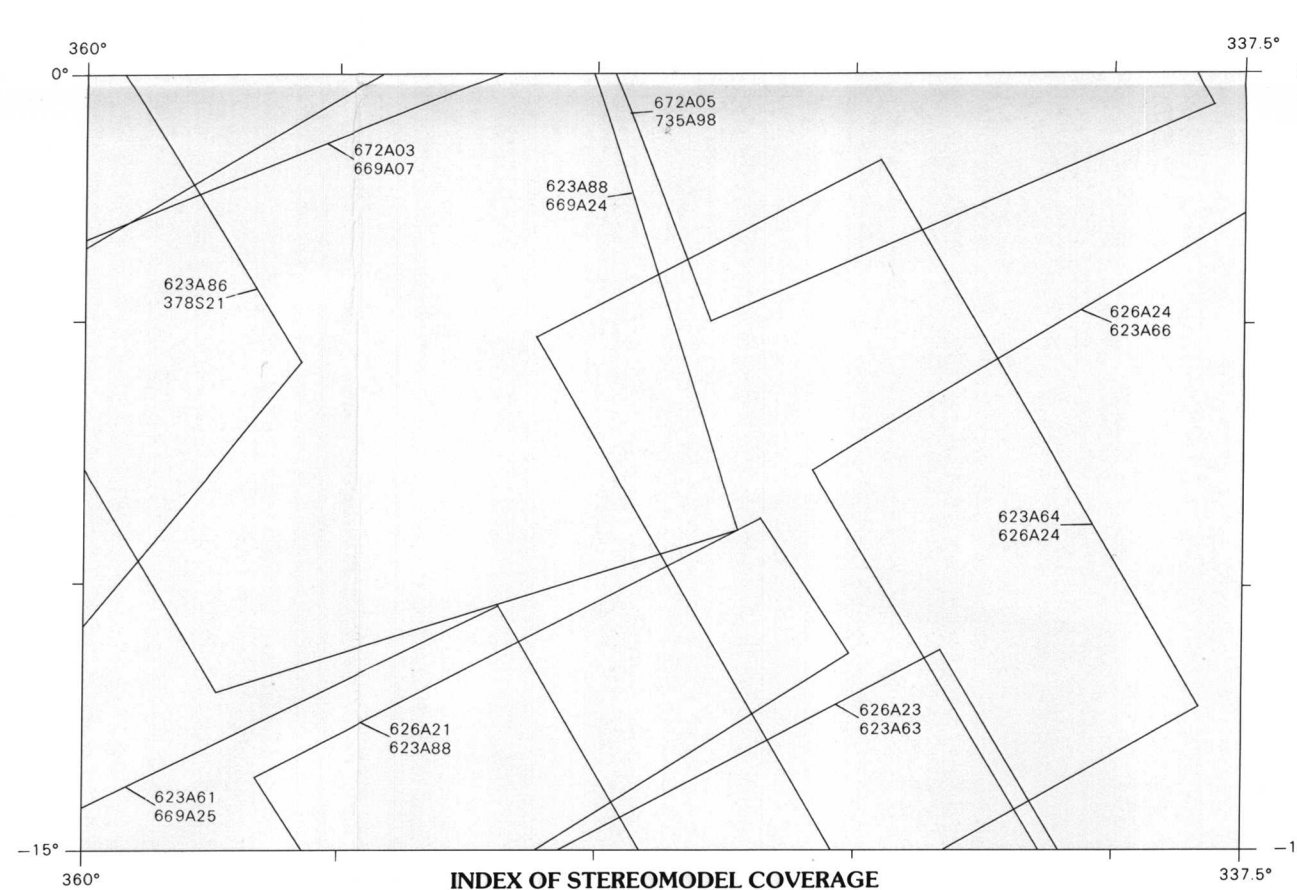 360°
337.5°
0°
672A05
735A98
672A03
669A07
623A88
669A24
623A86
378S21
626A24
623A66
623A64
626A24
626A23
623A63
626A21
623A88
623A61
669A25
−15°
−1
360°
337.5°
INDEX OF STEREOMODEL COVERAGE